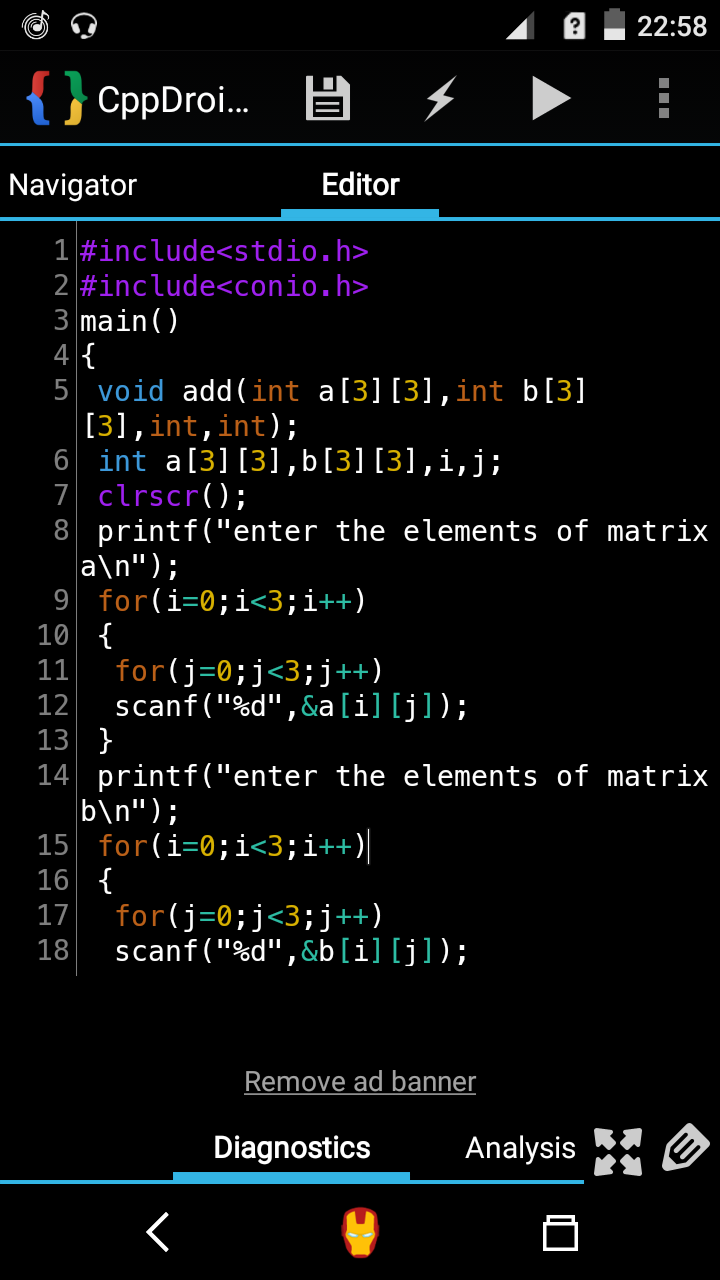 22:58
CppDroi...
Navigator
Editor
1 #include<stdio.h>
2 #include<conio.h>
3 main()
4 {
5  void add(int a[3][3],int b[3]
[3],int,int);
6  int a[3][3],b[3][3],i,j;
7  clrscr();
8  printf("enter the elements of matrix
a\n");
9  for(i=0;i<3;i++)
10  {
11   for(j=0;j<3;j++)
12   scanf("%d",&a[i][j]);
13  }
14  printf("enter the elements of matrix
b\n");
15  for(i=0;i<3;i++)
16  {
17   for(j=0;j<3;j++)
18   scanf("%d",&b[i][j]);
Remove ad banner
Diagnostics
Analysis